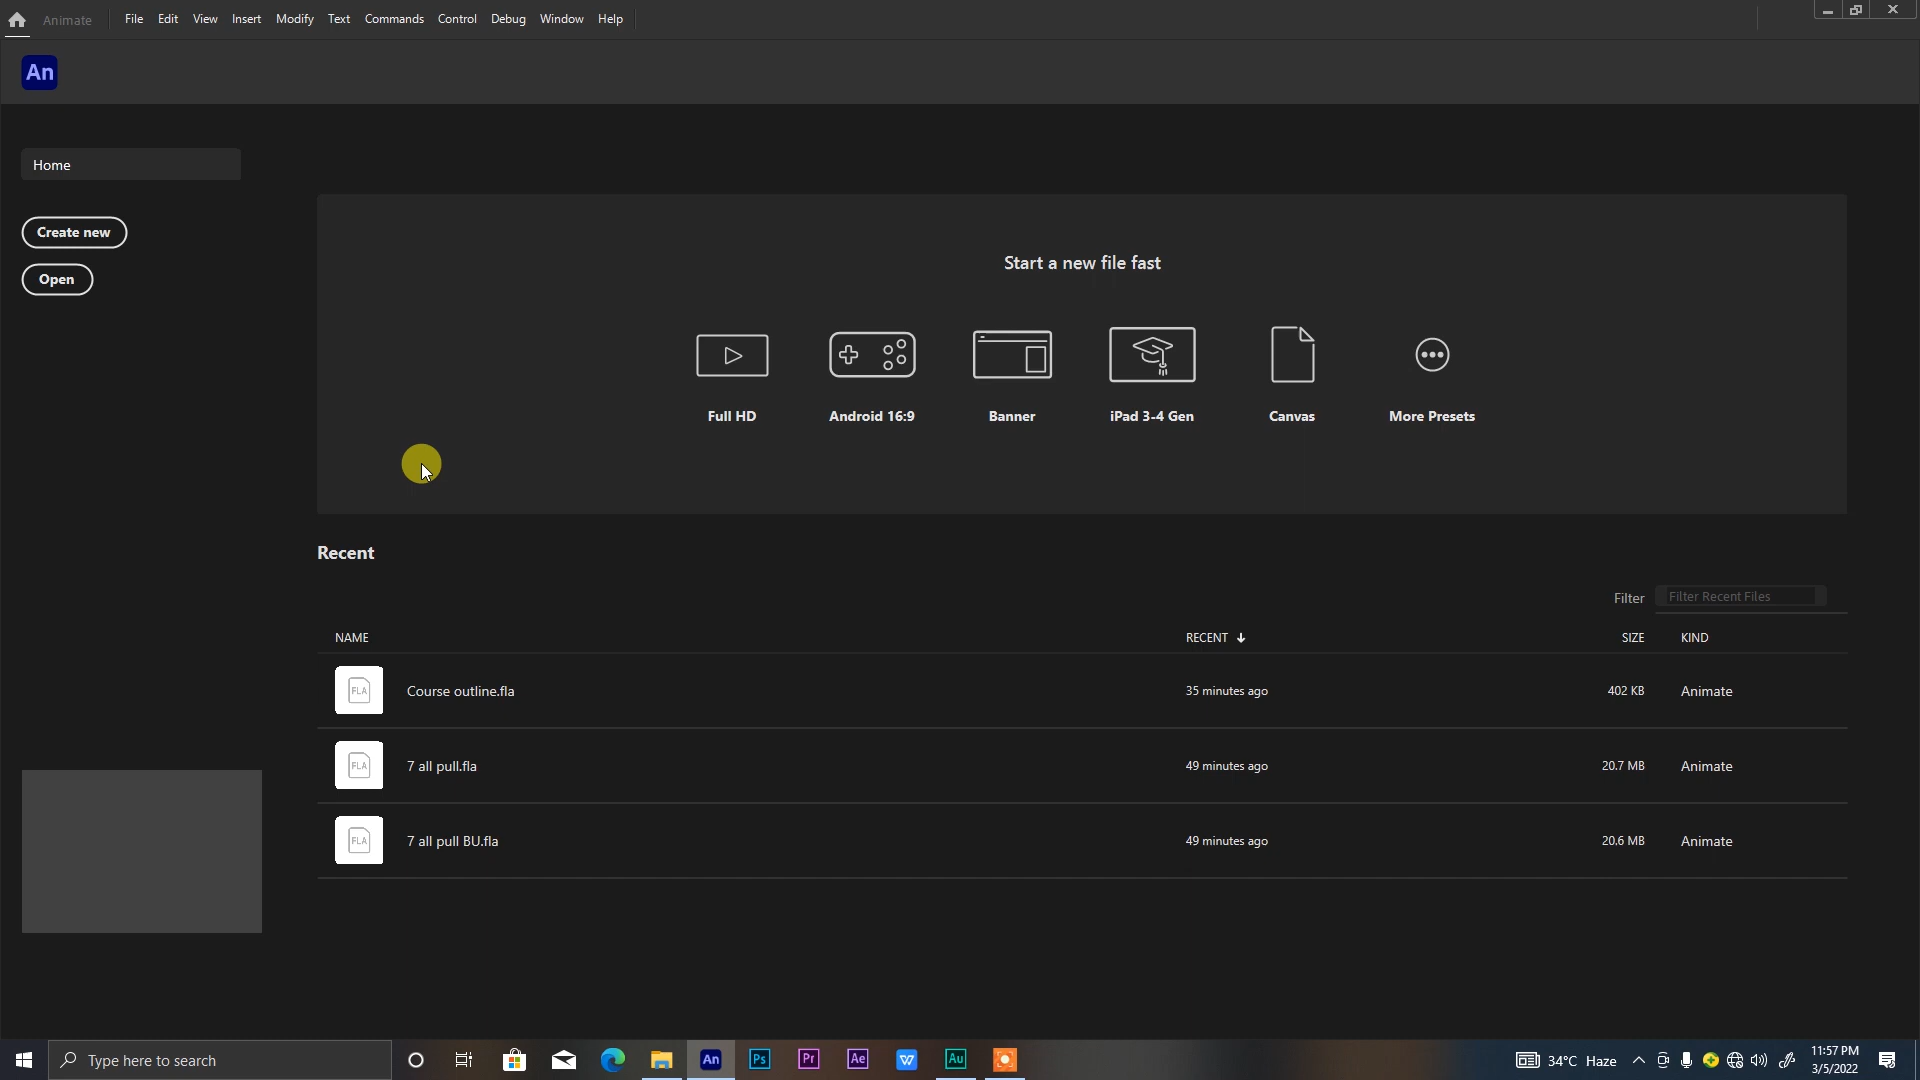 Animate File Edit View Insert Modify Text Commands Control Debug Window Help
An
Home
Create new
Open
Start a new file fast
Full HD Android 16:9 Banner iPad 3-4 Gen Canvas More Presets
Recent
Filter Filter Recent Files
NAME RECENT SIZE KIND
FLA Course outline.fla 35 minutes ago 402 KB Animate
FLA 7 all pull.fla 49 minutes ago 20.7 MB Animate
FLA 7 all pull BU.fla 49 minutes ago 20.6 MB Animate
Type here to search An Ps Pr Ae W Au 34°C Haze 11:57 PM
3/5/2022